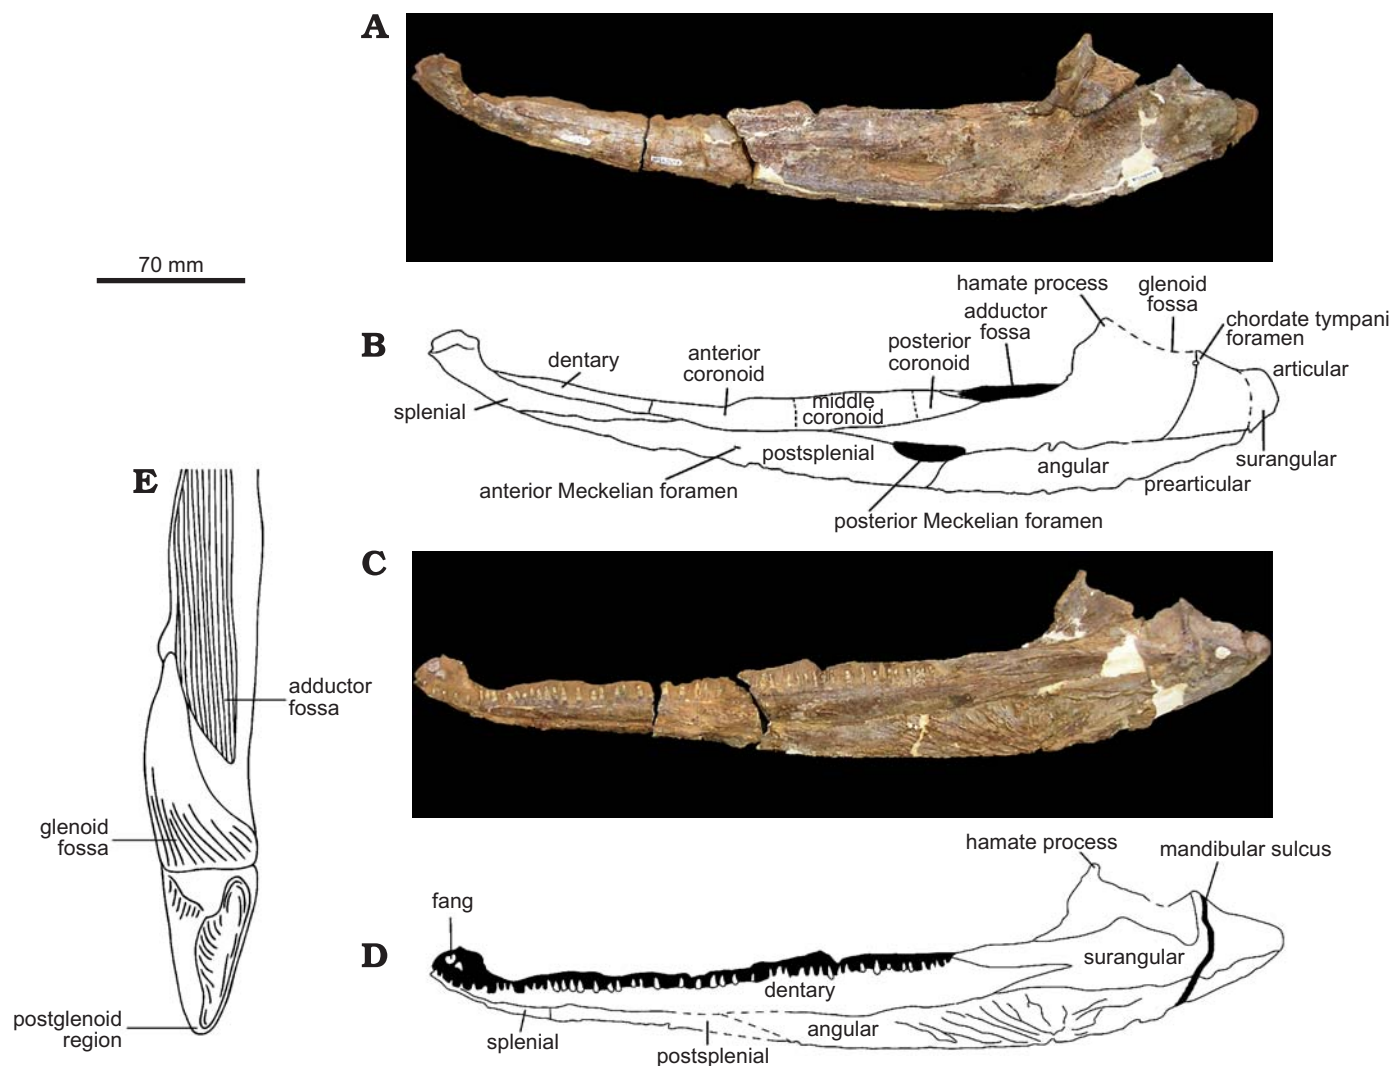 A
70 mm
hamate process
glenoid
fossa
adductor
fossa
chordate tympani
foramen
B
posterior
coronoid
anterior
coronoid
dentary
articular
splenial
middle
coronoid
postsplenial
angular
surangular
E
anterior Meckelian foramen
prearticular
posterior Meckelian foramen
C
adductor
fossa
glenoid
fossa
hamate process
mandibular sulcus
fang
D
surangular
dentary
postglenoid
region
angular
splenial
postsplenial